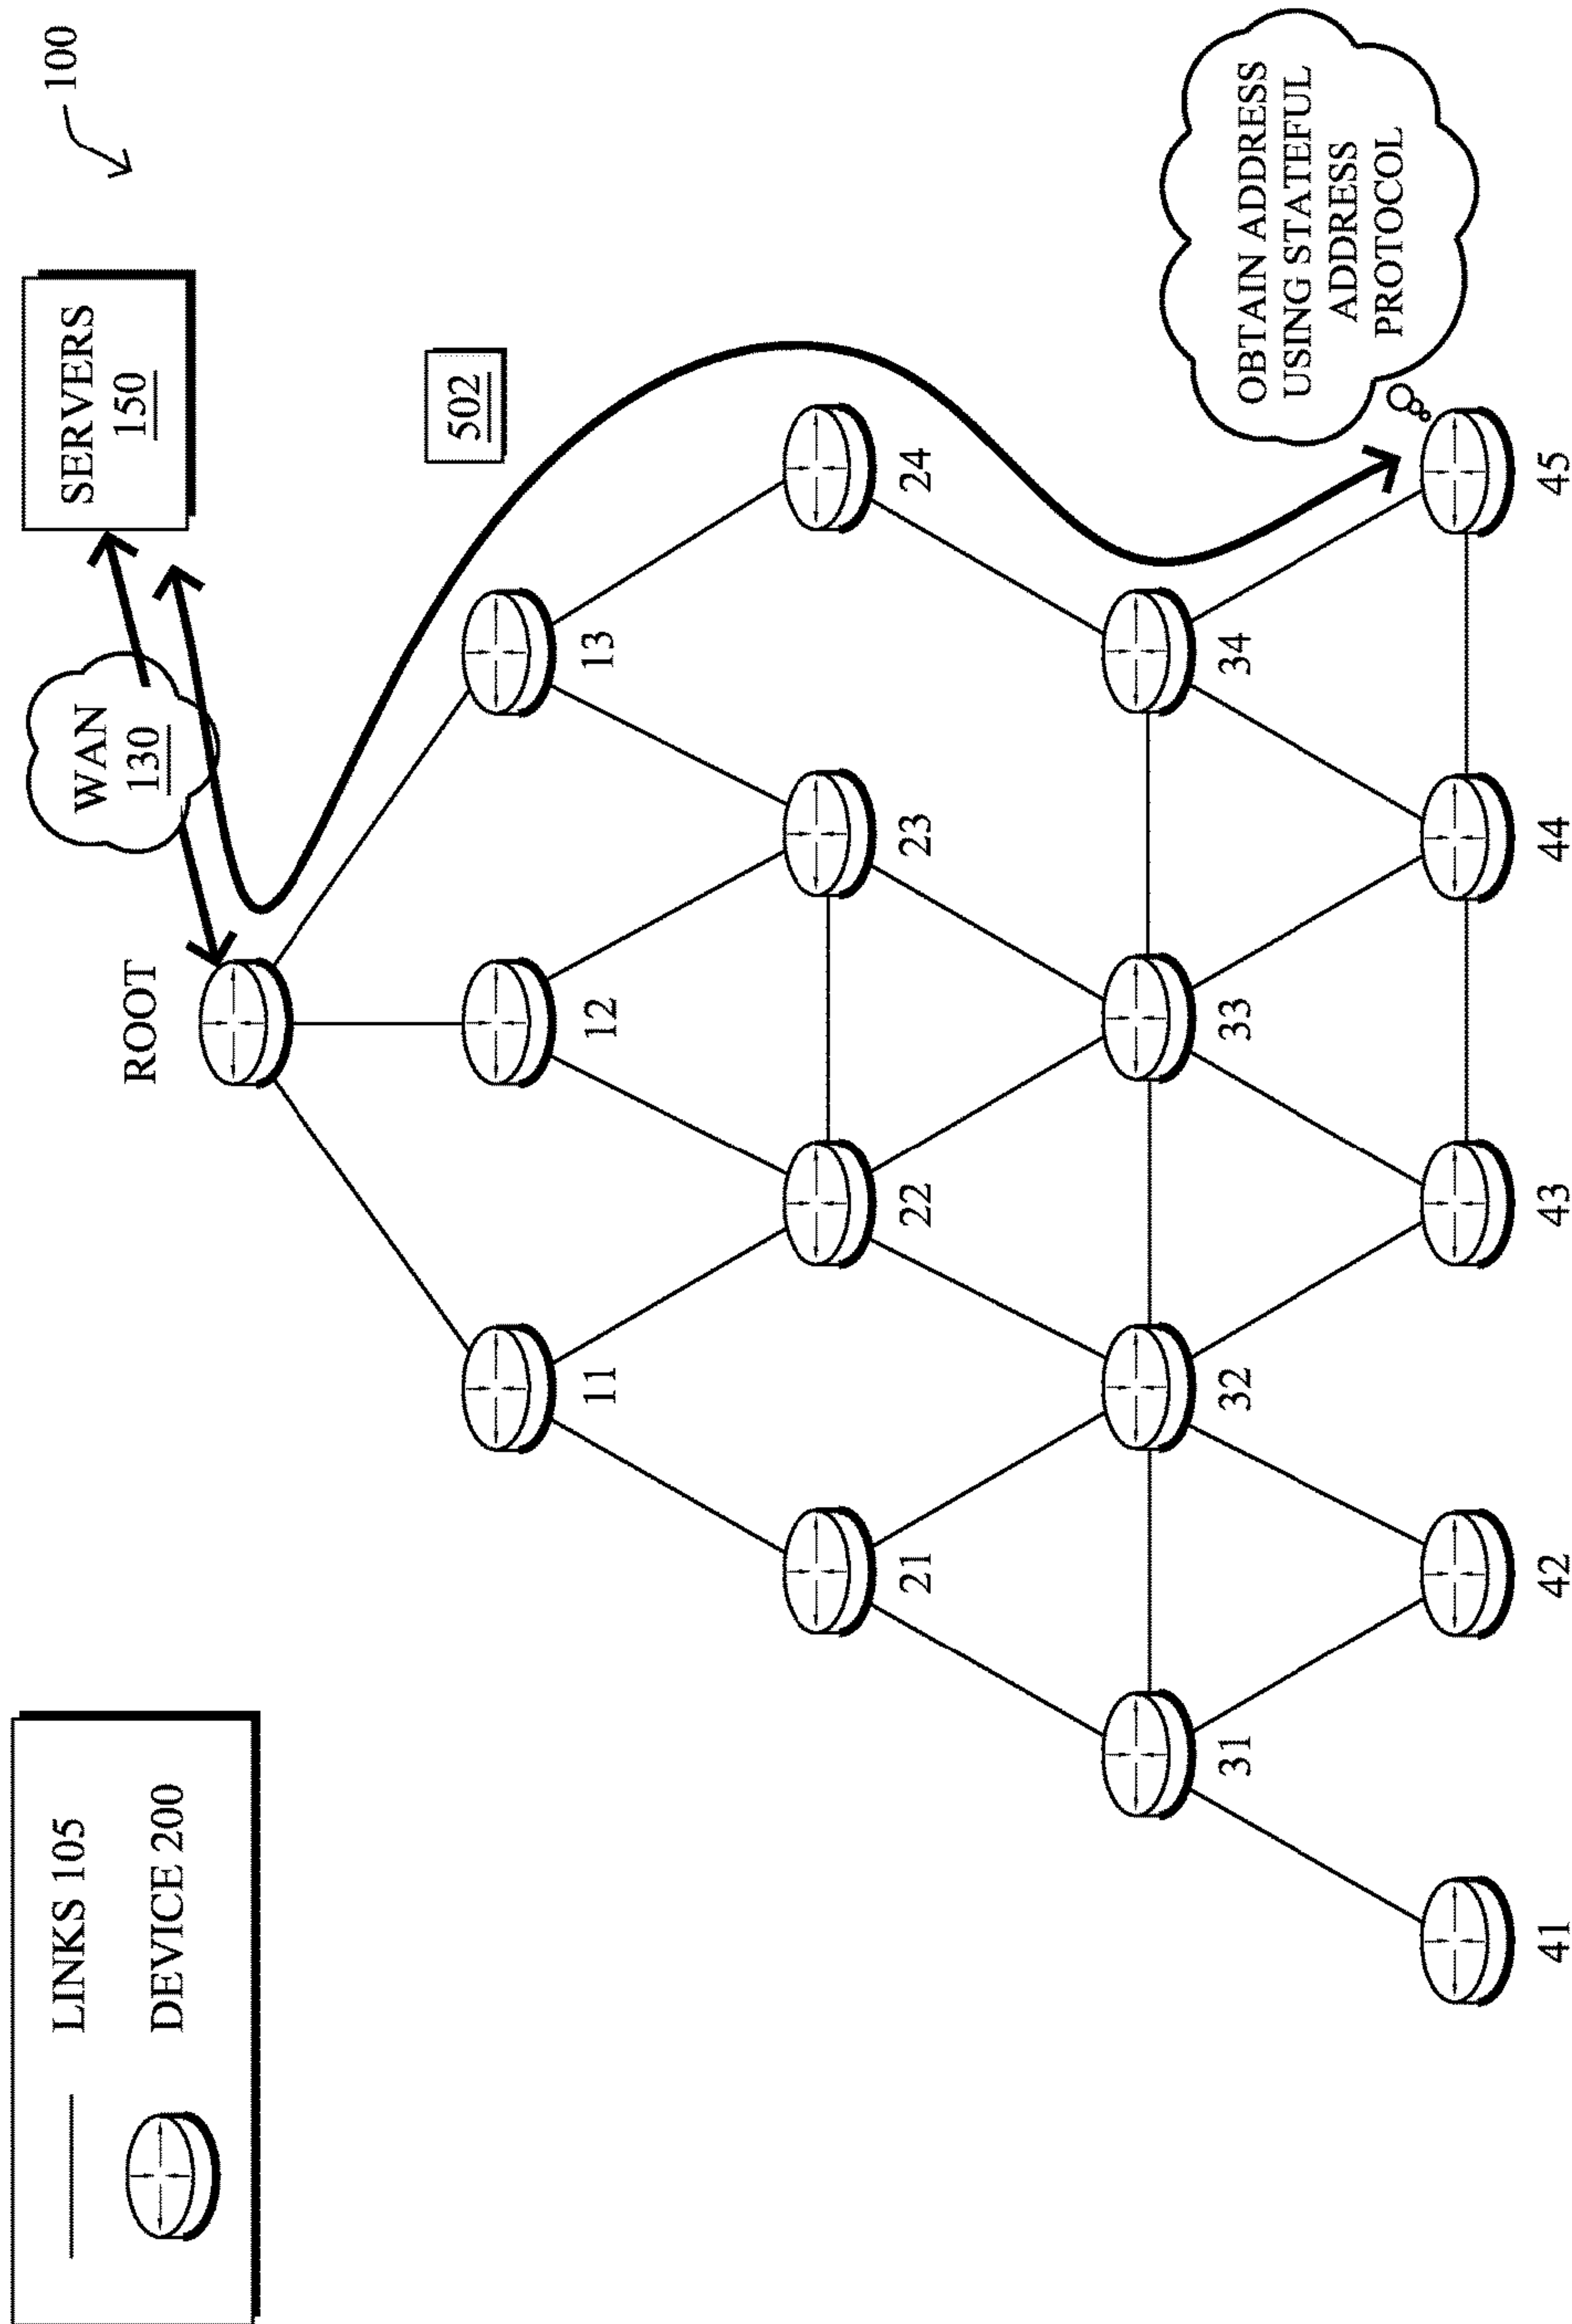 100
LINKS 105
DEVICE 200
WAN
130
SERVERS
150
ROOT
502
11
12
13
21
22
23
24
31
32
33
34
OBTAIN ADDRESS
USING STATEFUL
ADDRESS
PROTOCOL
41
42
43
44
45